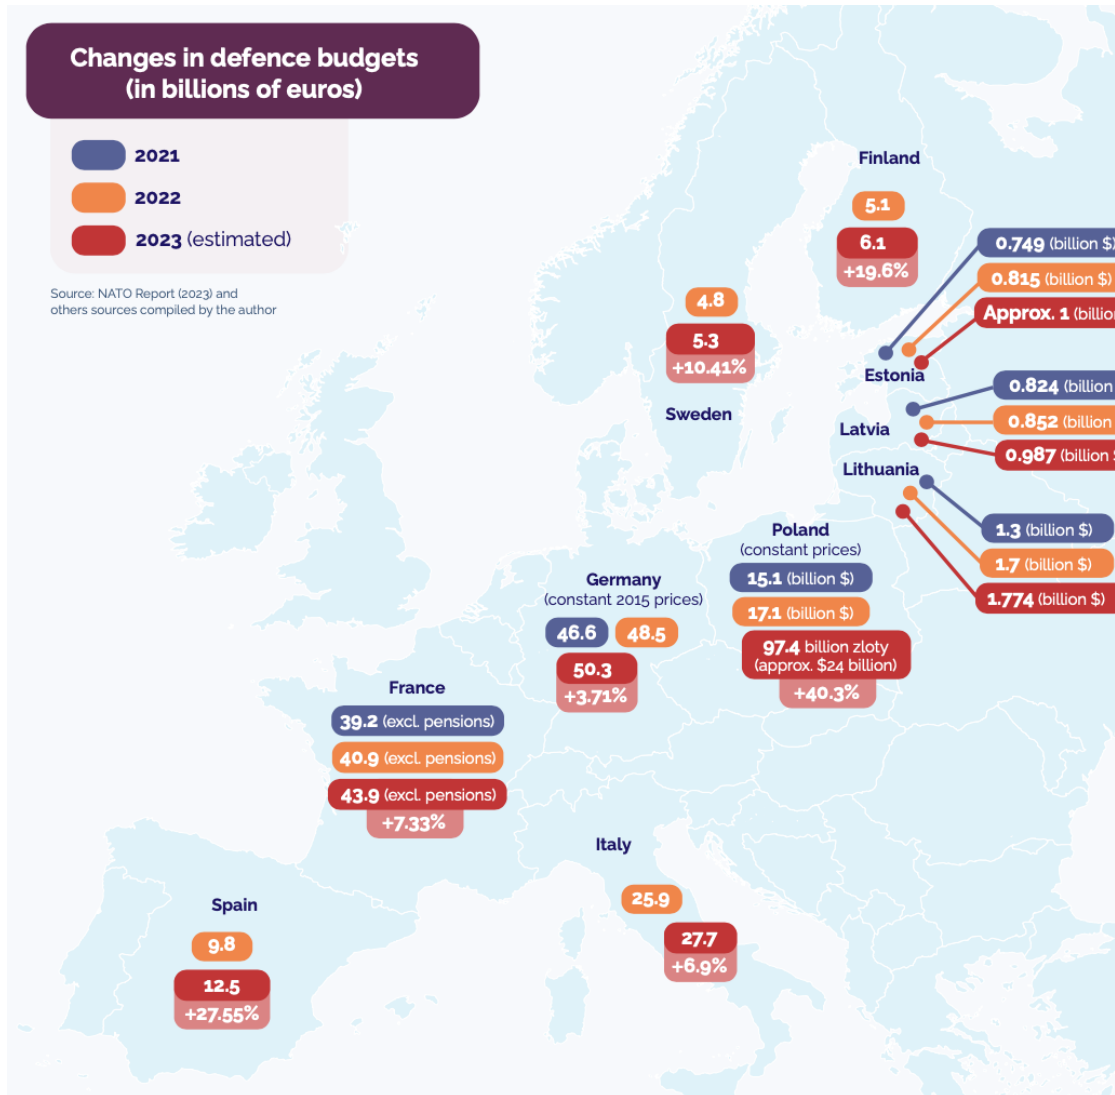 Changes in defence budgets
(in billions of euros)
2021
2022
2023 (estimated)
Source: NATO Report (2023) and
others sources compiled by the author
Finland
5.1
6.1
+19.6%
4.8
5.3
+10.41%
Sweden
0.749 (billion $)
0.815 (billion $)
Approx. 1 (billion
Estonia
0.824 (billion
0.852 (billion
0.987 (billion $
Latvia
Lithuania
1.3 (billion $)
1.7 (billion $)
1.774 (billion $)
Poland
(constant prices)
15.1 (billion $)
17.1 (billion $)
97.4 billion zloty
(approx. $24 billion)
+40.3%
Germany
(constant 2015 prices)
46.6
48.5
50.3
+3.71%
France
39.2 (excl. pensions)
40.9 (excl. pensions)
43.9 (excl. pensions)
+7.33%
Italy
25.9
27.7
+6.9%
Spain
9.8
12.5
+27.55%